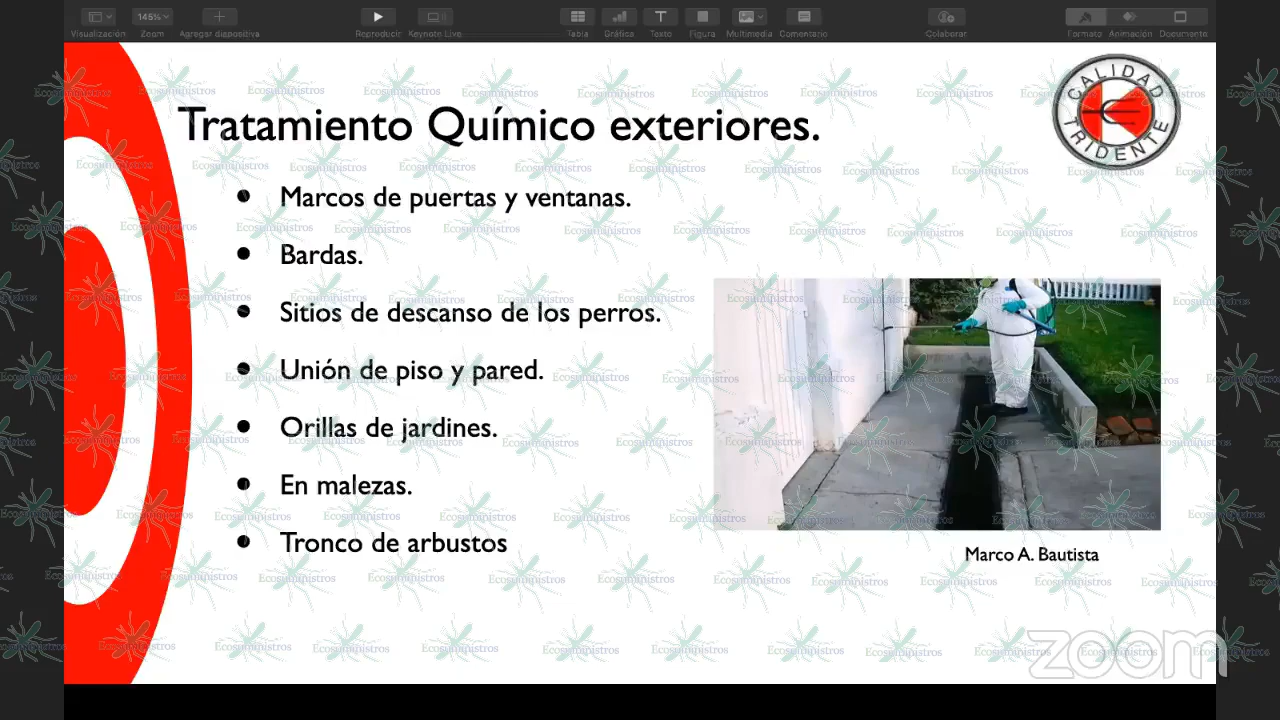 145%
Visualización
Zoom
Agregar diapositiva
Reproducir
Keynote Live
Tabla
Gráfica
Texto
Figura
Multimedia
Comentario
Colaborar
Formato
Animación
Documento
Tratamiento Químico exteriores.
CALIDAD
TRIDENTE
• Marcos de puertas y ventanas.
• Bardas.
• Sitios de descanso de los perros.
• Unión de piso y pared.
• Orillas de jardines.
• En malezas.
• Tronco de arbustos
Marco A. Bautista
Ecosuministros
zoom